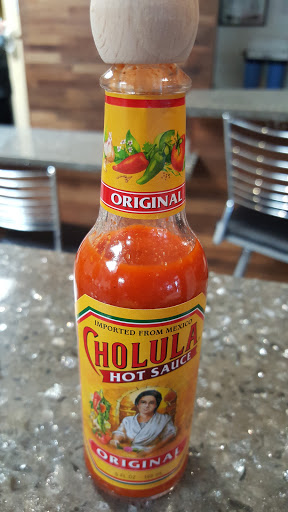 ORIGINAL
IMPORTED FROM MEXICO
CHOLULA
HOT SAUCE
ORIGINAL